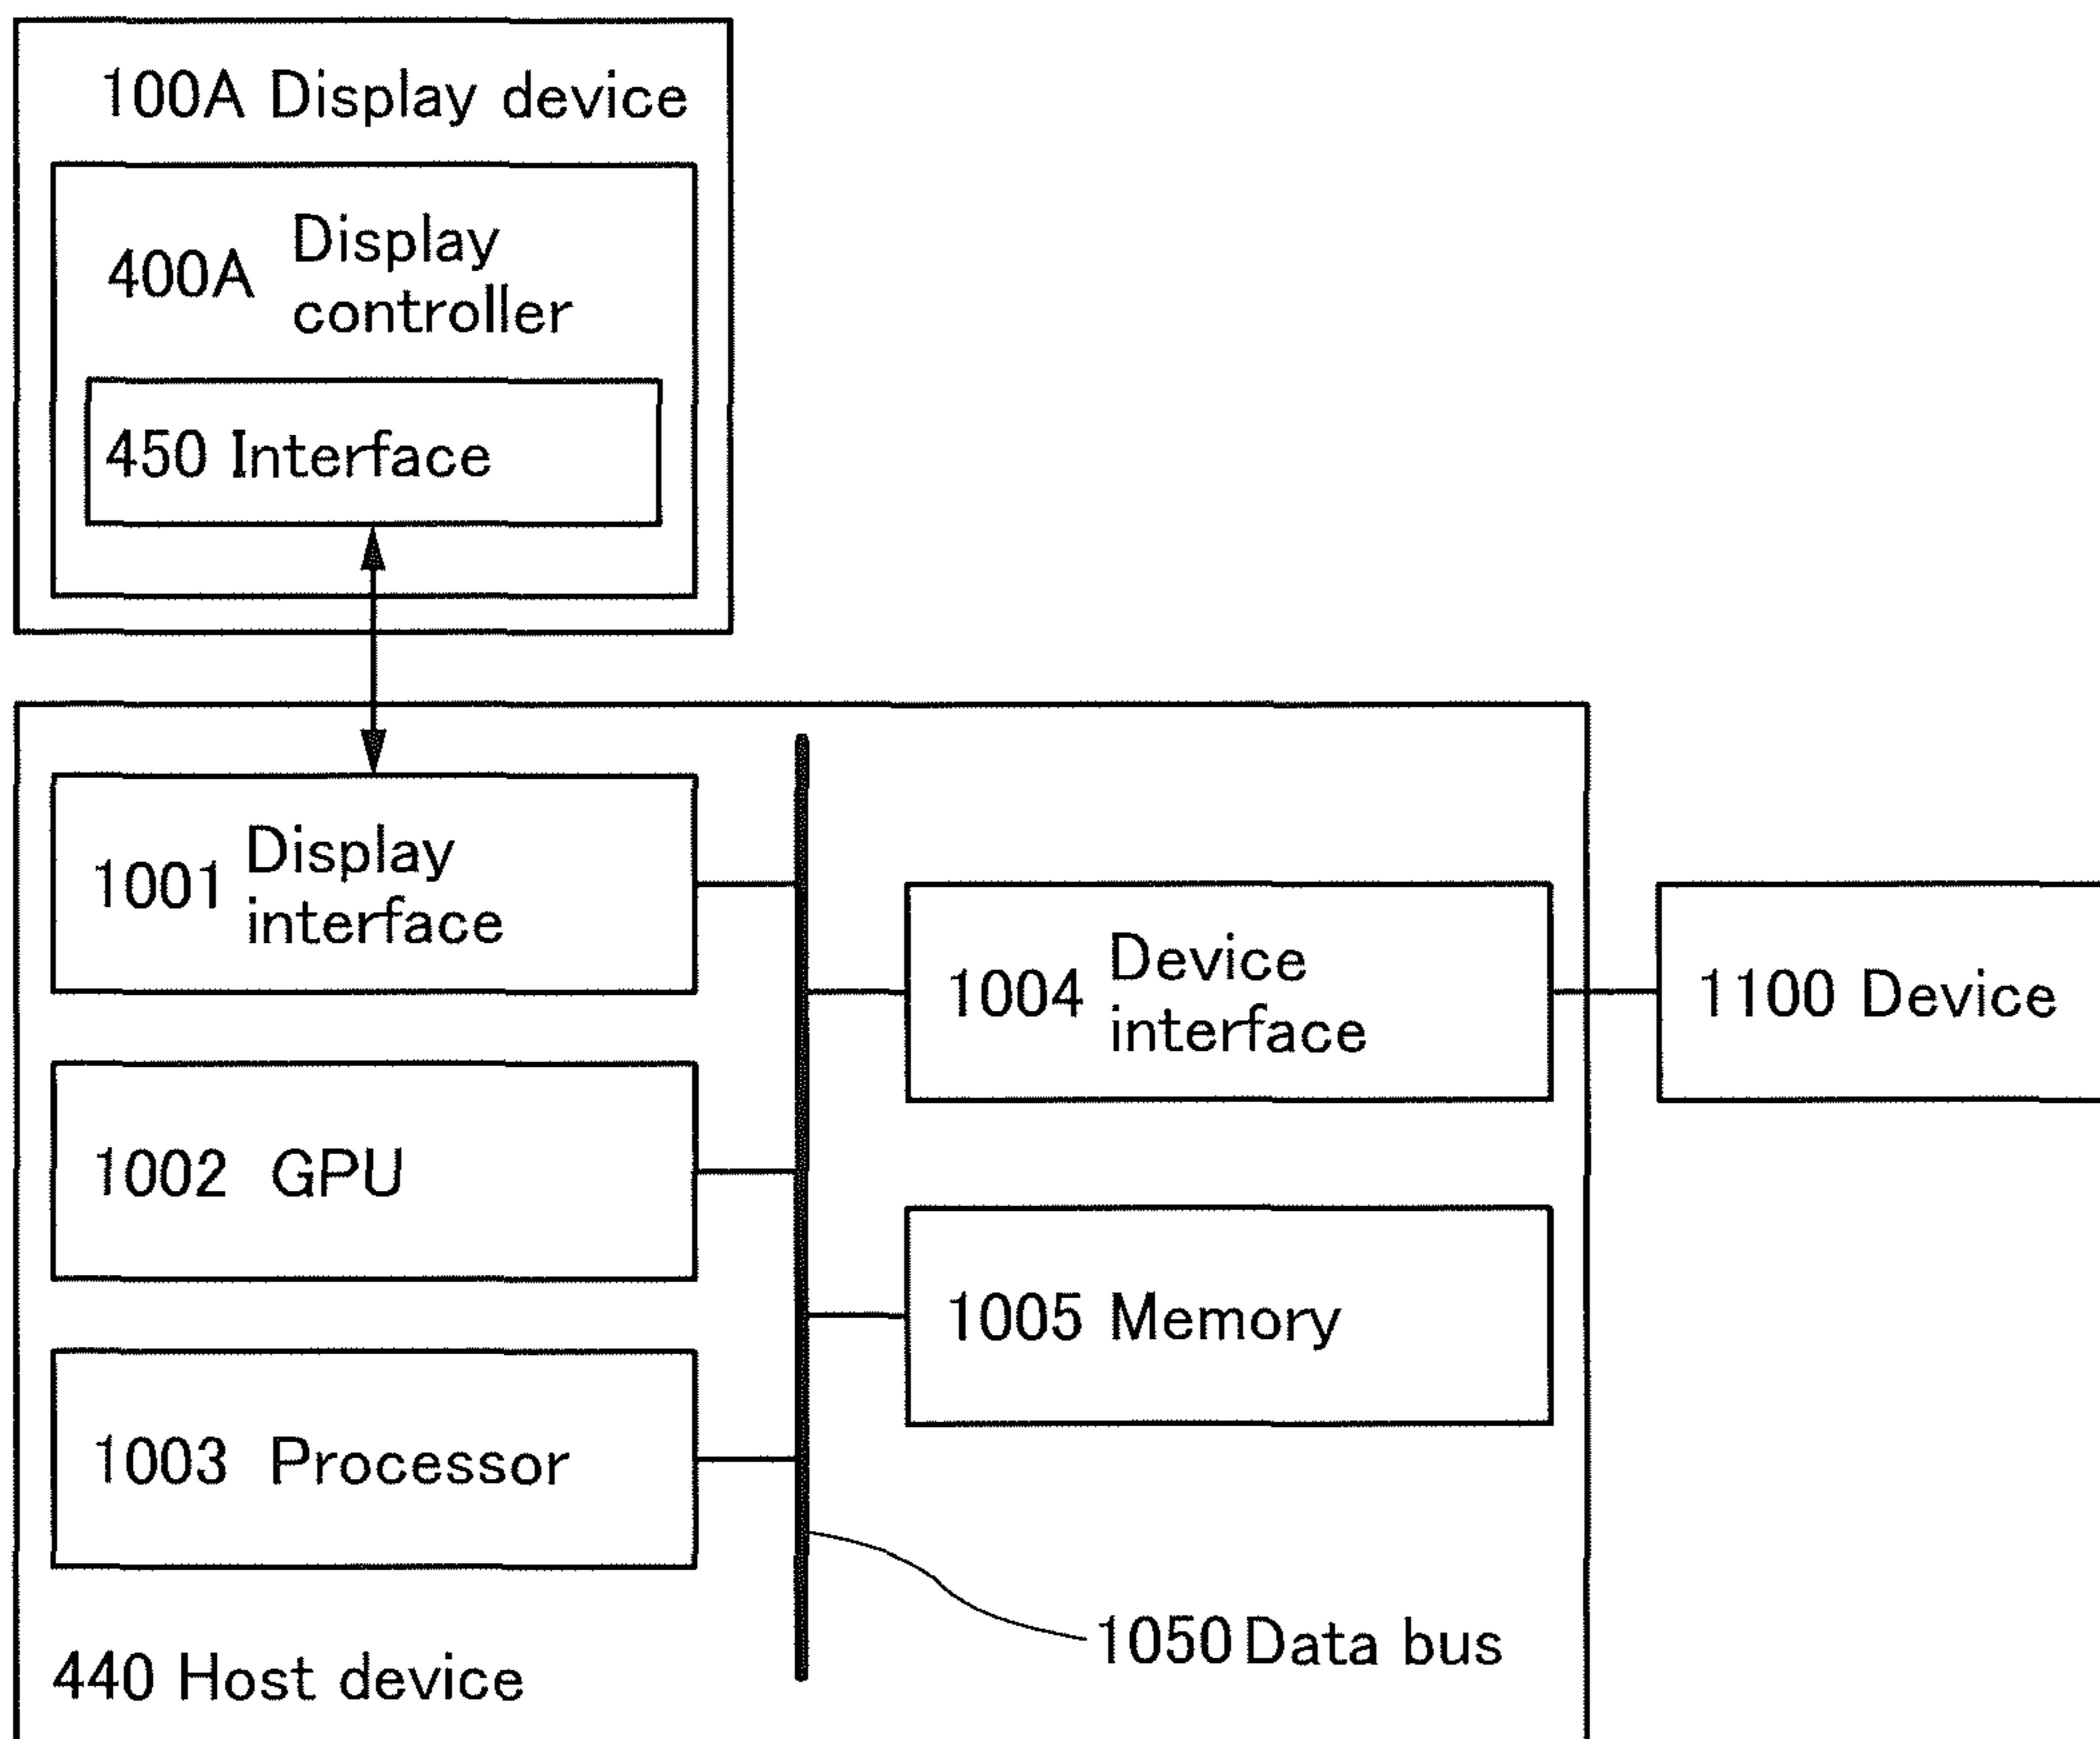 100A Display device
400A Display
controller
450 Interface
1001 Display
interface
1002 GPU
1003 Processor
1004 Device
interface
1005 Memory
1100 Device
1050 Data bus
440 Host device